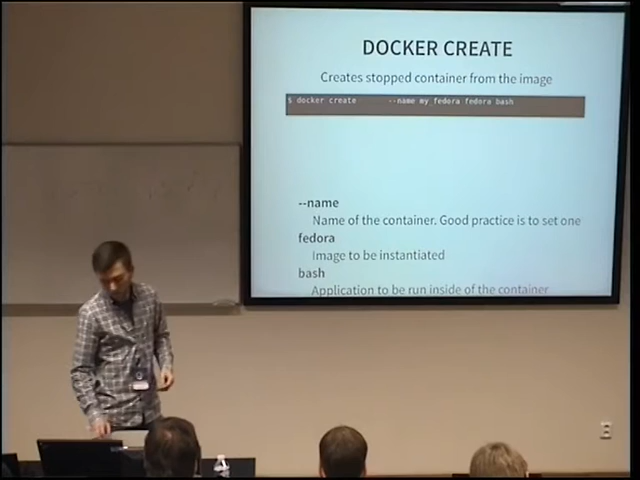 DOCKER CREATE
Creates stopped container from the image
$ docker create --name my fedora fedora bash
--name
Name of the container. Good practice is to set one
fedora
Image to be instantiated
bash
Application to be run inside of the container